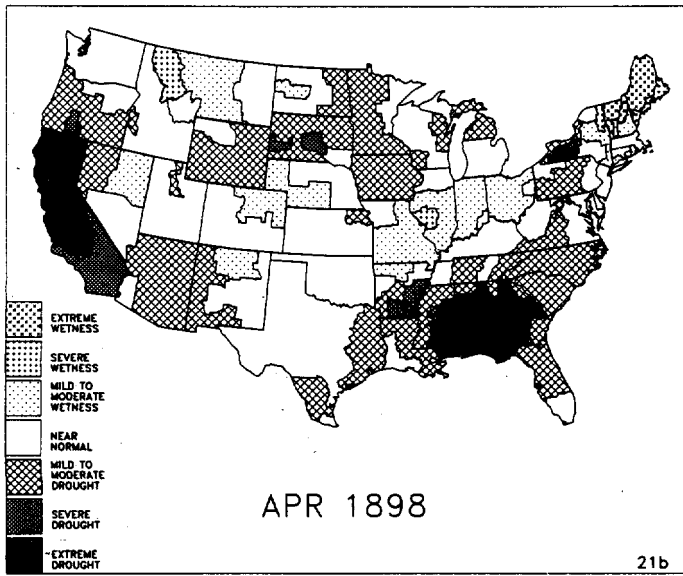 EXTREME
WETNESS
SEVERE
WETNESS
MILD TO
MODERATE
WETNESS
NEAR
NORMAL
MILD TO
MODERATE
DROUGHT
SEVERE
DROUGHT
EXTREME
DROUGHT
APR 1898
21b